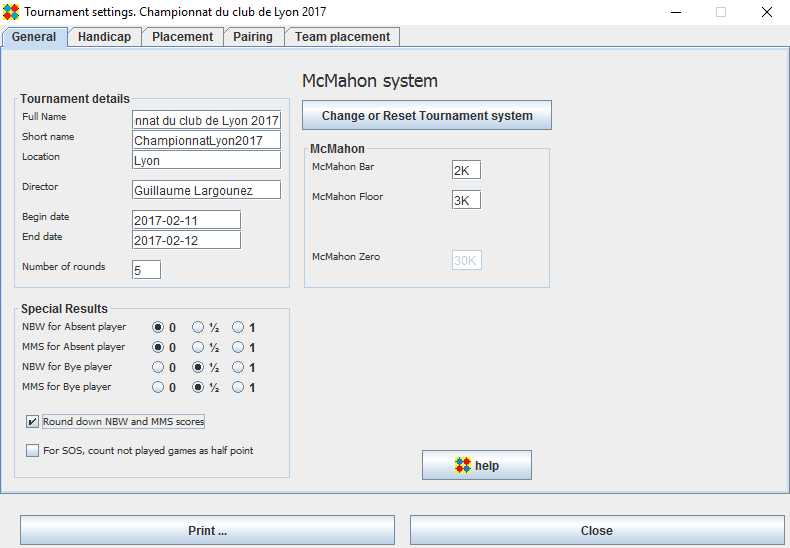 Tournament settings. Championnat du club de Lyon 2017
General Handicap Placement Pairing Team placement
McMahon system
Change or Reset Tournament system
Tournament details
Full Name nnat du club de Lyon 2017
Short name ChampionnatLyon2017
Location Lyon
Director Guillaume Largounez
Begin date 2017-02-11
End date 2017-02-12
Number of rounds 5
McMahon
McMahon Bar 2K
McMahon Floor 3K
McMahon Zero 30K
Special Results
NBW for Absent player 0 ½ 1
MMS for Absent player 0 ½ 1
NBW for Bye player 0 ½ 1
MMS for Bye player 0 ½ 1
Round down NBW and MMS scores
For SOS, count not played games as half point
help
Print ... Close